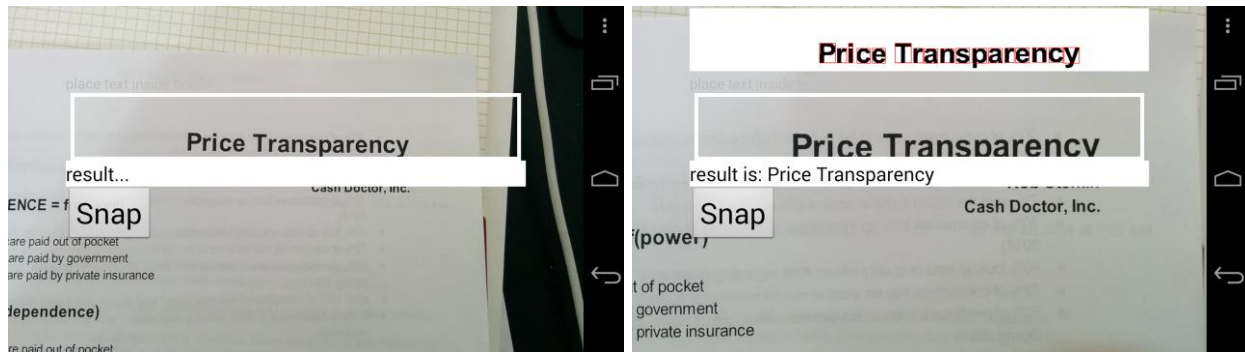 place text inside border
Price Transparency
result...
Cash Doctor, Inc.
ENCE = f
Snap
care paid out of pocket
are paid by government
are paid by private insurance
dependence)
re paid out of pocket
Price Transparency
place text inside
Price Transparency
result is: Price Transparency
Snap
Cash Doctor, Inc.
f(power)
t of pocket
government
private insurance